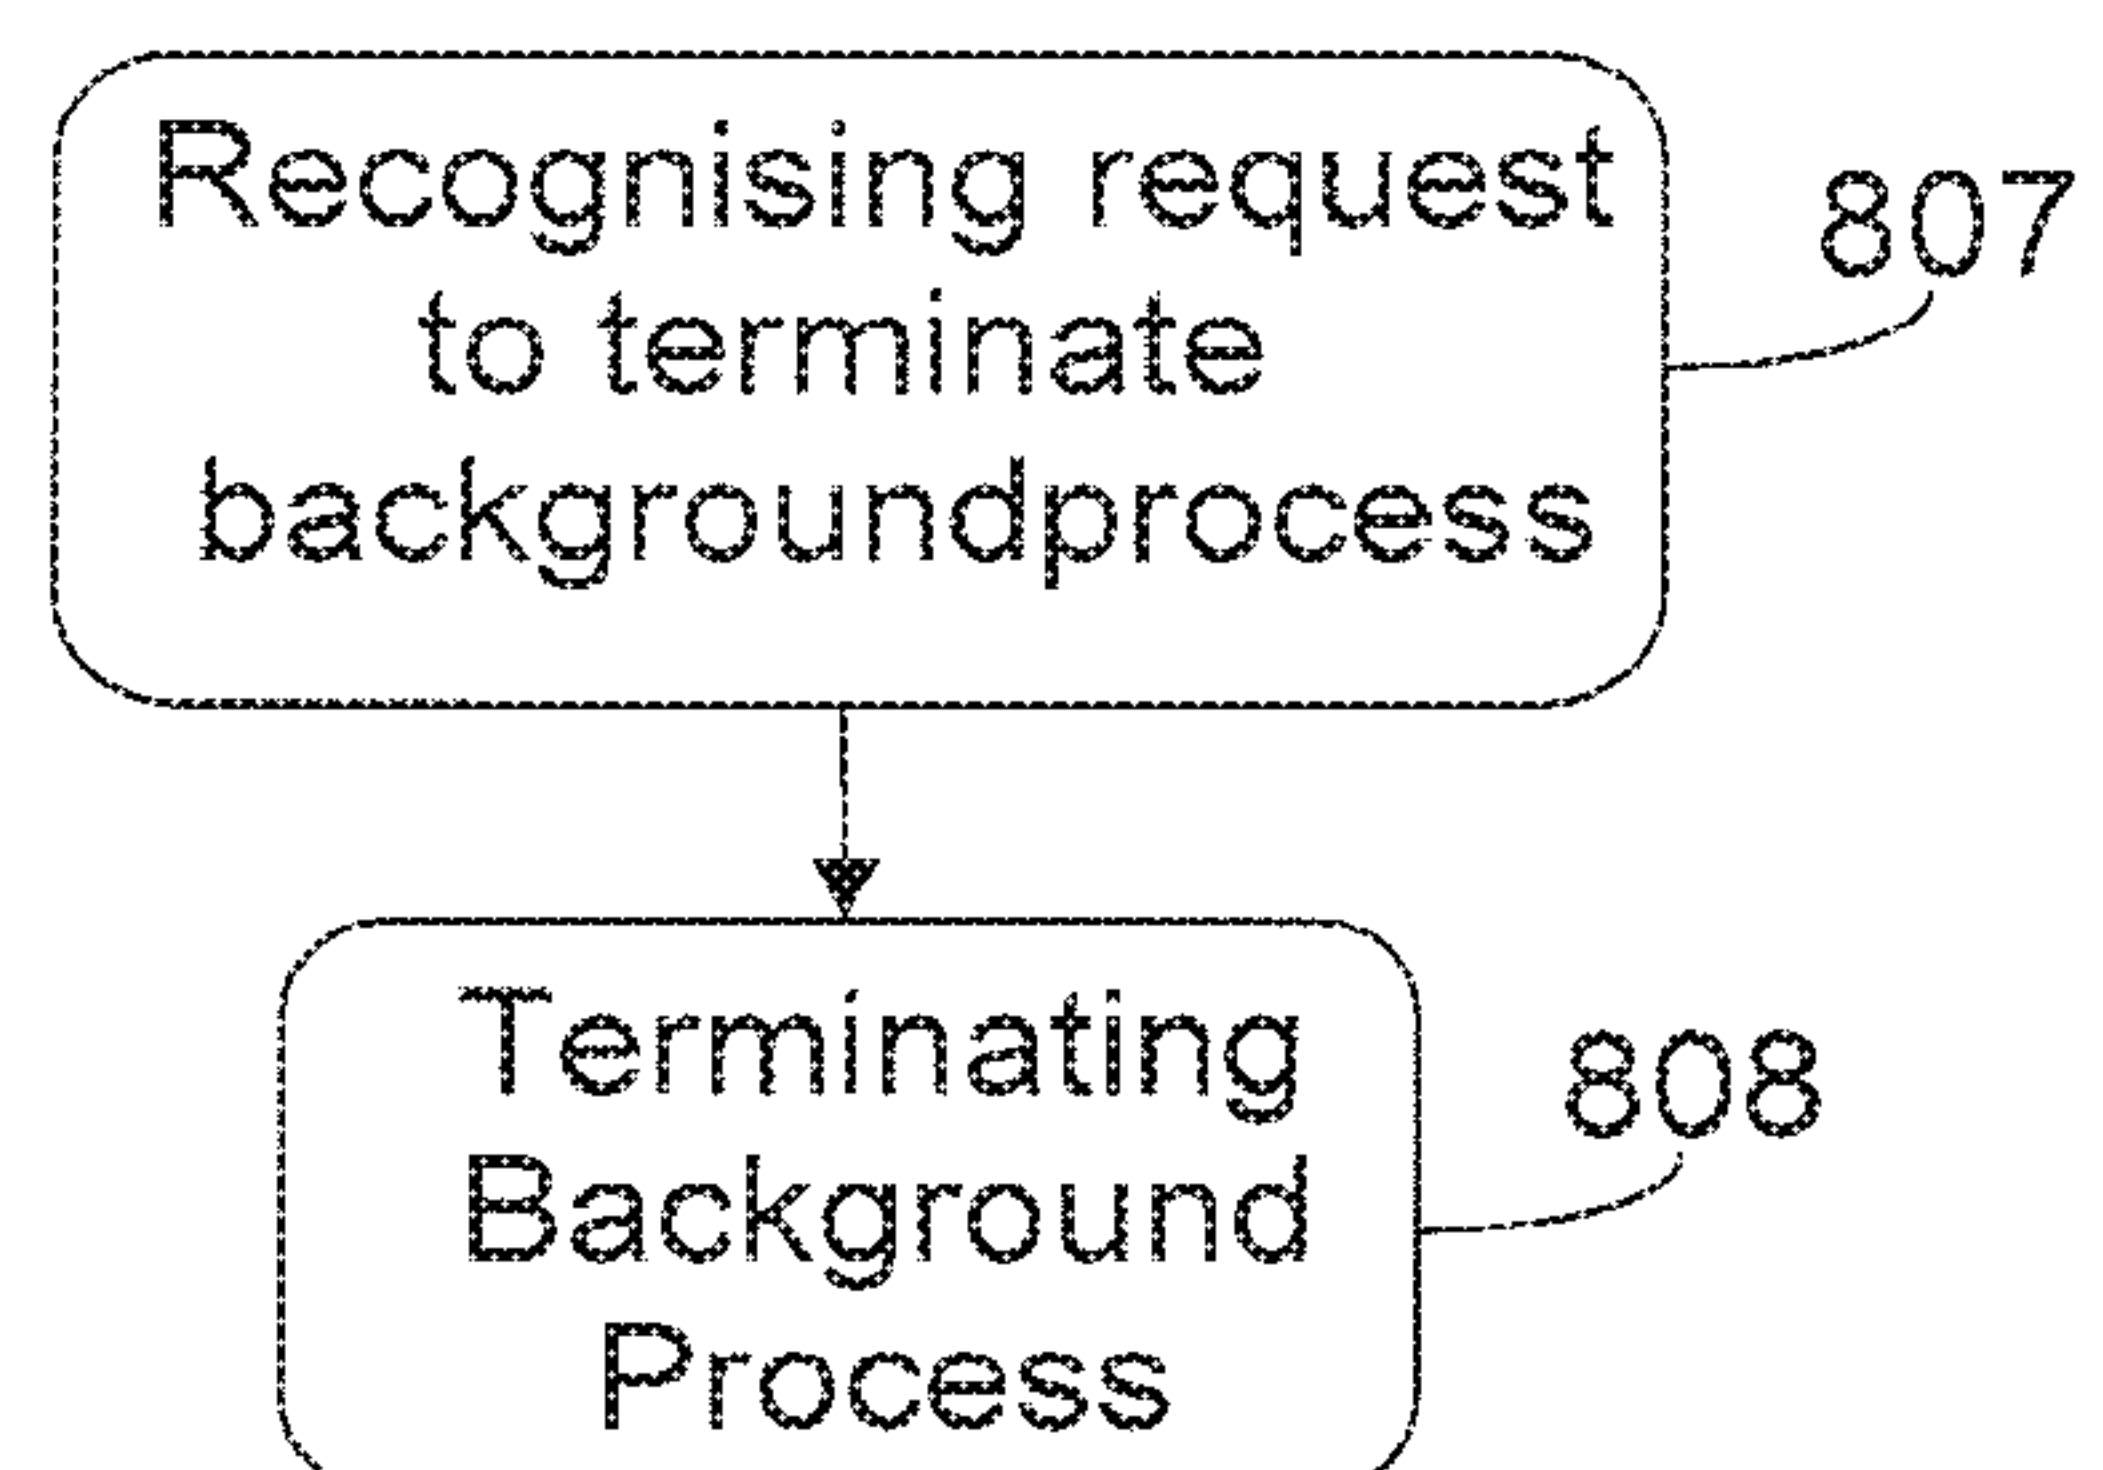 Recognising request
807
to terminate
backgroundprocess
Terminating
808
Background
Process